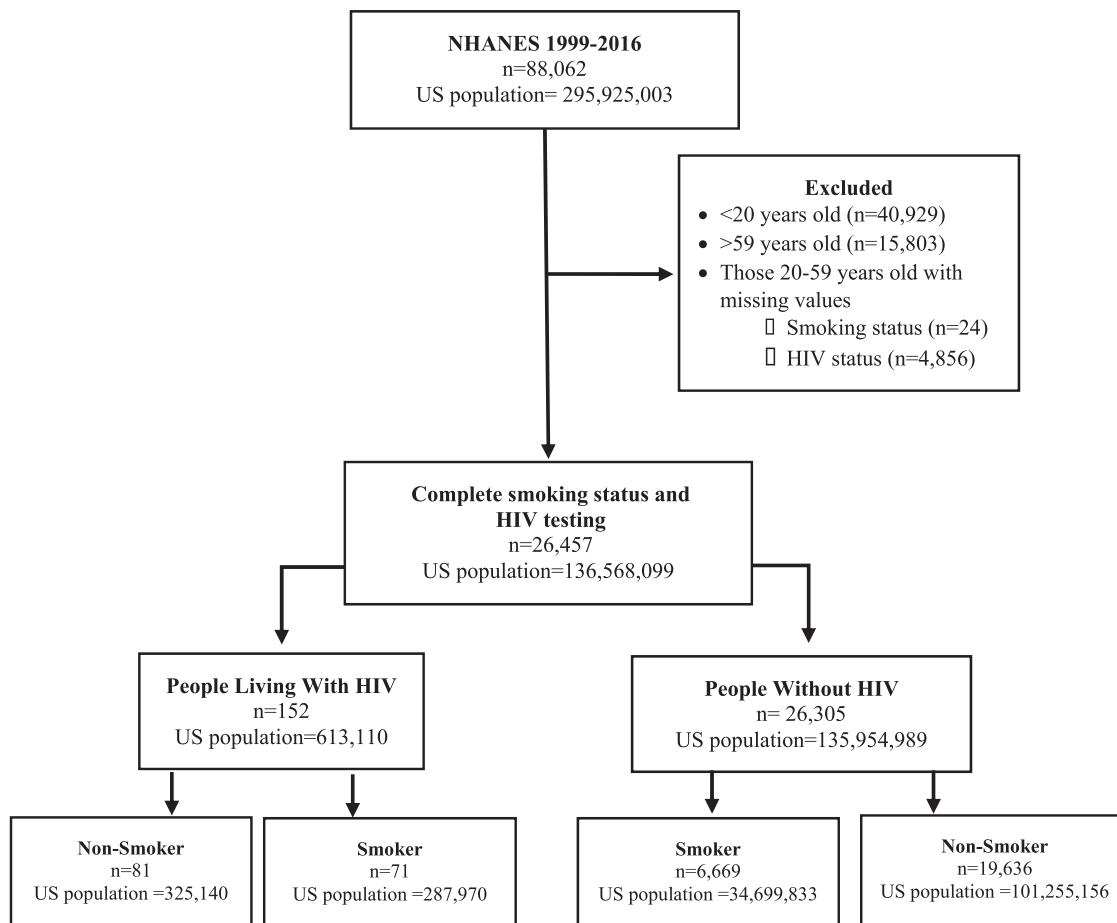 NHANES 1999-2016
n=88,062
US population= 295,925,003
Excluded
• <20 years old (n=40,929)
• >59 years old (n=15,803)
• Those 20-59 years old with
missing values
▯ Smoking status (n=24)
▯ HIV status (n=4,856)
Complete smoking status and
HIV testing
n=26,457
US population=136,568,099
People Living With HIV
n=152
US population=613,110
People Without HIV
n= 26,305
US population=135,954,989
Non-Smoker
n=81
US population =325,140
Smoker
n=71
US population =287,970
Smoker
n=6,669
US population =34,699,833
Non-Smoker
n=19,636
US population =101,255,156